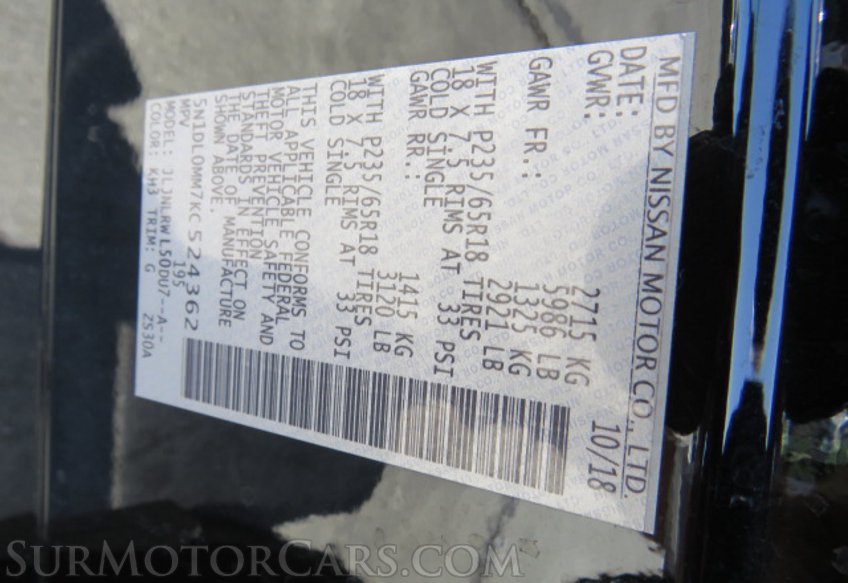 MFD BY NISSAN MOTOR CO., LTD.
DATE: 10/18
GVWR: 2715 KG
5986 LB
GAWR FR.: 1325 KG
2921 LB
WITH P235/65R18 TIRES
18 X 7.5 RIMS AT 33 PSI
COLD SINGLE
GAWR RR.: 1415 KG
3120 LB
WITH P235/65R18 TIRES
18 X 7.5 RIMS AT 33 PSI
COLD SINGLE
THIS VEHICLE CONFORMS TO
ALL APPLICABLE FEDERAL
MOTOR VEHICLE SAFETY AND
THEFT PREVENTION
STANDARDS IN EFFECT ON
THE DATE OF MANUFACTURE
SHOWN ABOVE.
5N1DL0MM7KC524362
MPV 195
MODEL: JLJNLRWL50DU7--A--
COLOR: KH3 TRIM: G 2530A
SurMotorCars.com